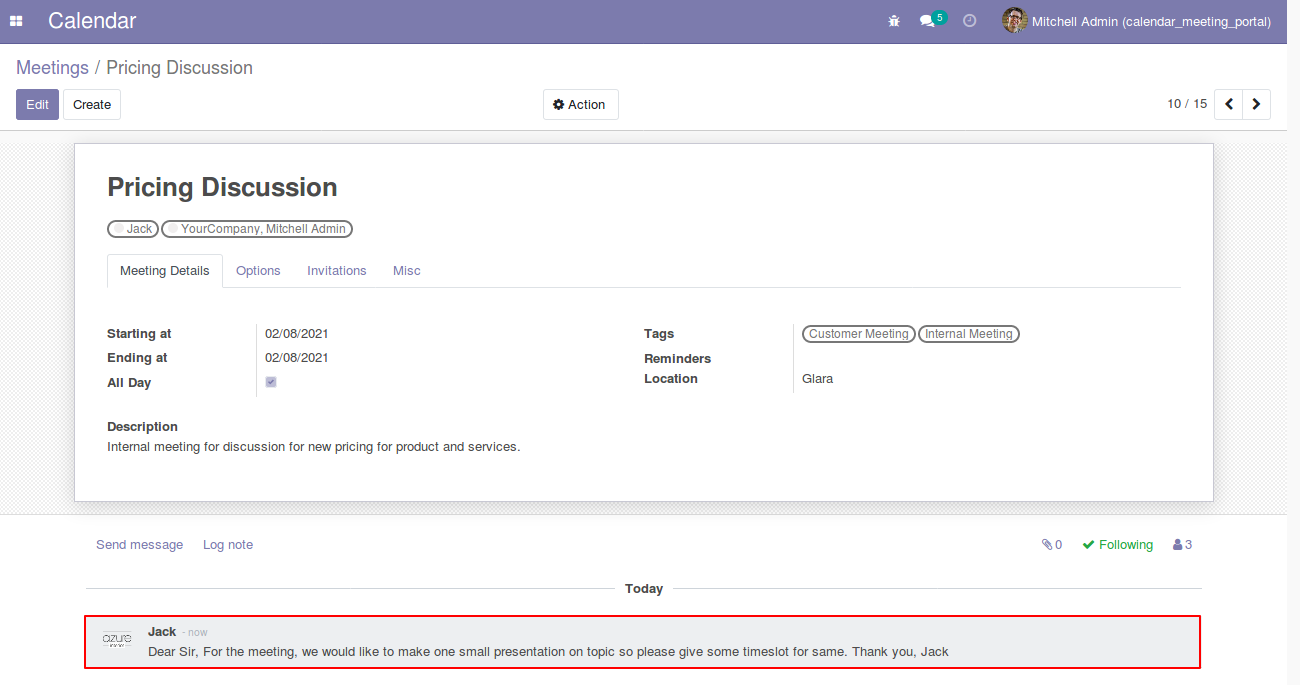 Calendar
5
Mitchell Admin (calendar_meeting_portal)
Meetings / Pricing Discussion
Edit Create Action 10 / 15
Pricing Discussion
Jack YourCompany, Mitchell Admin
Meeting Details Options Invitations Misc
Starting at 02/08/2021
Ending at 02/08/2021
All Day
Tags Customer Meeting Internal Meeting
Reminders
Location Glara
Description
Internal meeting for discussion for new pricing for product and services.
Send message Log note 0 Following 3
Today
azure
Jack - now
Dear Sir, For the meeting, we would like to make one small presentation on topic so please give some timeslot for same. Thank you, Jack